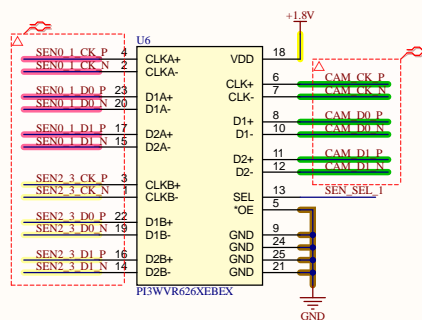 +1.8V
U6
SEN0_1_CK_P 4 CLKA+ VDD 18
SEN0_1_CK_N 2 CLKA-
CLK+ 6 CAM_CK_P
CLK- 7 CAM_CK_N
SEN0_1_D0_P 23 D1A+
SEN0_1_D0_N 20 D1A-
D1+ 8 CAM_D0_P
D1- 10 CAM_D0_N
SEN0_1_D1_P 17 D2A+
SEN0_1_D1_N 15 D2A-
D2+ 11 CAM_D1_P
D2- 12 CAM_D1_N
SEN2_3_CK_P 3 CLKB+
SEN2_3_CK_N 1 CLKB-
SEL 13 SEN_SEL_1
*OE 5
SEN2_3_D0_P 22 D1B+
SEN2_3_D0_N 19 D1B-
GND 9
GND 24
SEN2_3_D1_P 16 D2B+
SEN2_3_D1_N 14 D2B-
GND 25
GND 21
PI3WVR626XEBEX
GND